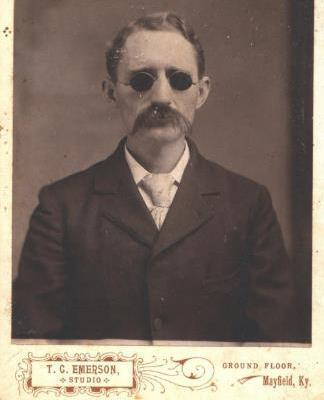 T. C. EMERSON,
STUDIO
GROUND FLOOR,
Mayfield, Ky.